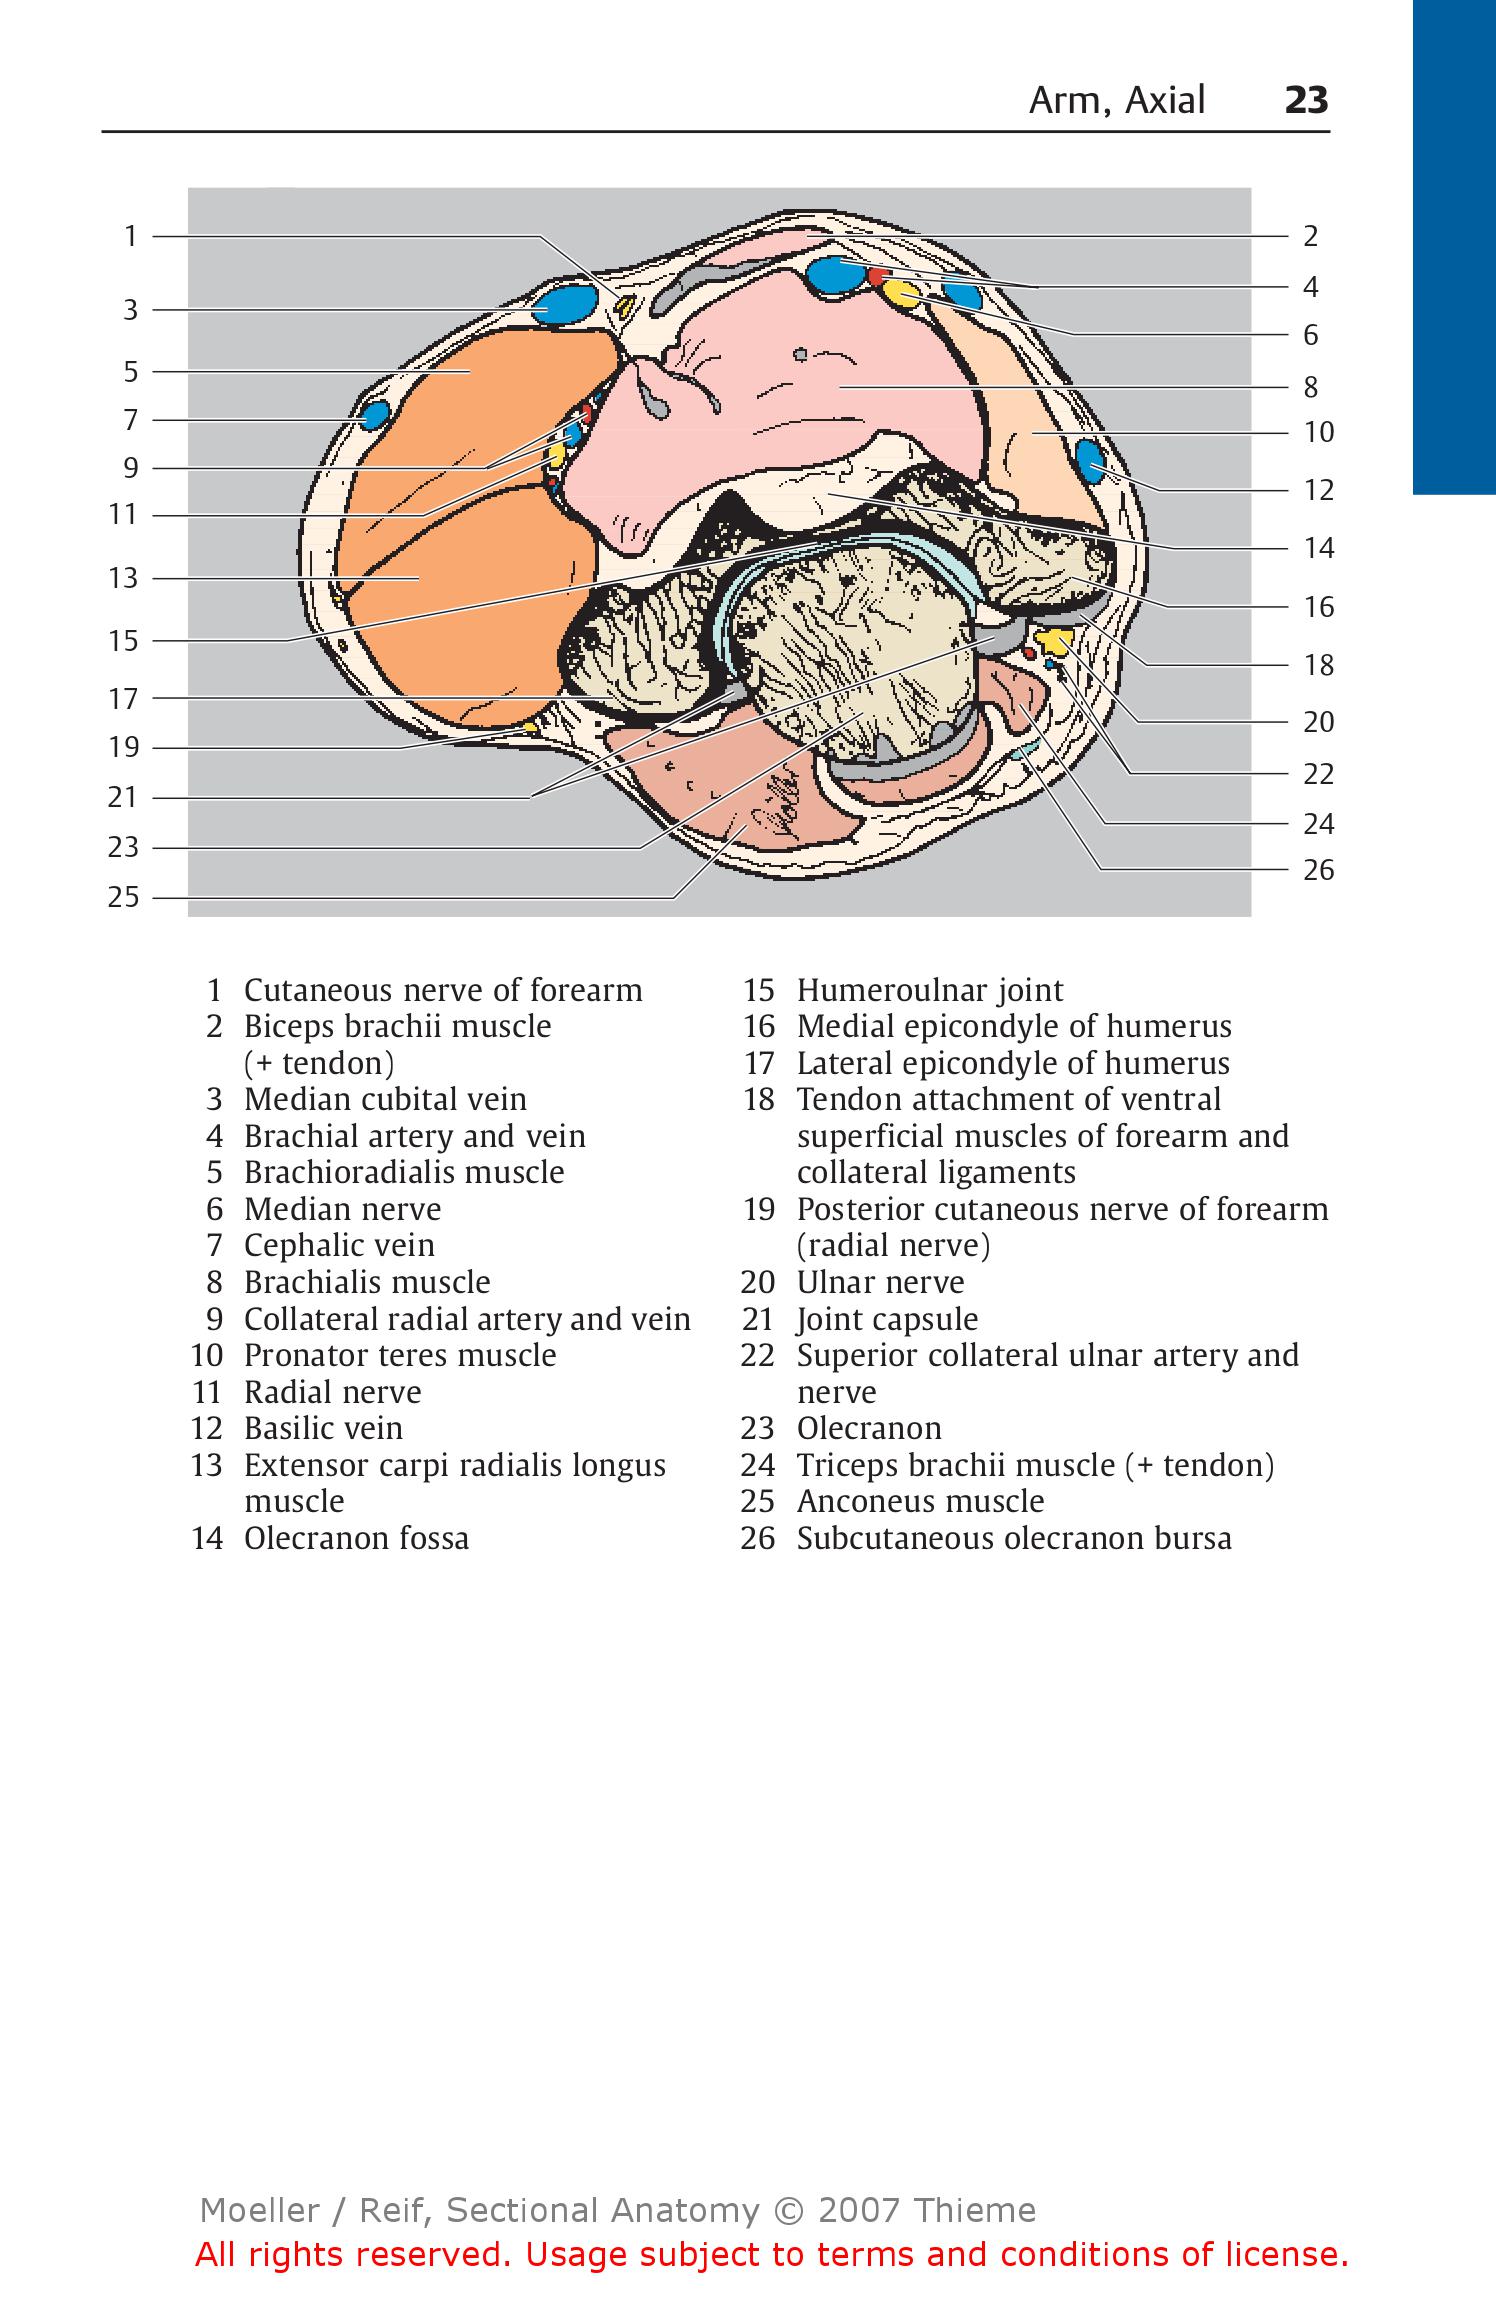 Arm, Axial 23
1
2
3
4
5
6
7
8
9
10
11
12
13
14
15
16
17
18
19
20
21
22
23
24
25
26
1 Cutaneous nerve of forearm
2 Biceps brachii muscle
(+ tendon)
3 Median cubital vein
4 Brachial artery and vein
5 Brachioradialis muscle
6 Median nerve
7 Cephalic vein
8 Brachialis muscle
9 Collateral radial artery and vein
10 Pronator teres muscle
11 Radial nerve
12 Basilic vein
13 Extensor carpi radialis longus
muscle
14 Olecranon fossa
15 Humeroulnar joint
16 Medial epicondyle of humerus
17 Lateral epicondyle of humerus
18 Tendon attachment of ventral
superficial muscles of forearm and
collateral ligaments
19 Posterior cutaneous nerve of forearm
(radial nerve)
20 Ulnar nerve
21 Joint capsule
22 Superior collateral ulnar artery and
nerve
23 Olecranon
24 Triceps brachii muscle (+ tendon)
25 Anconeus muscle
26 Subcutaneous olecranon bursa
Moeller / Reif, Sectional Anatomy © 2007 Thieme
All rights reserved. Usage subject to terms and conditions of license.